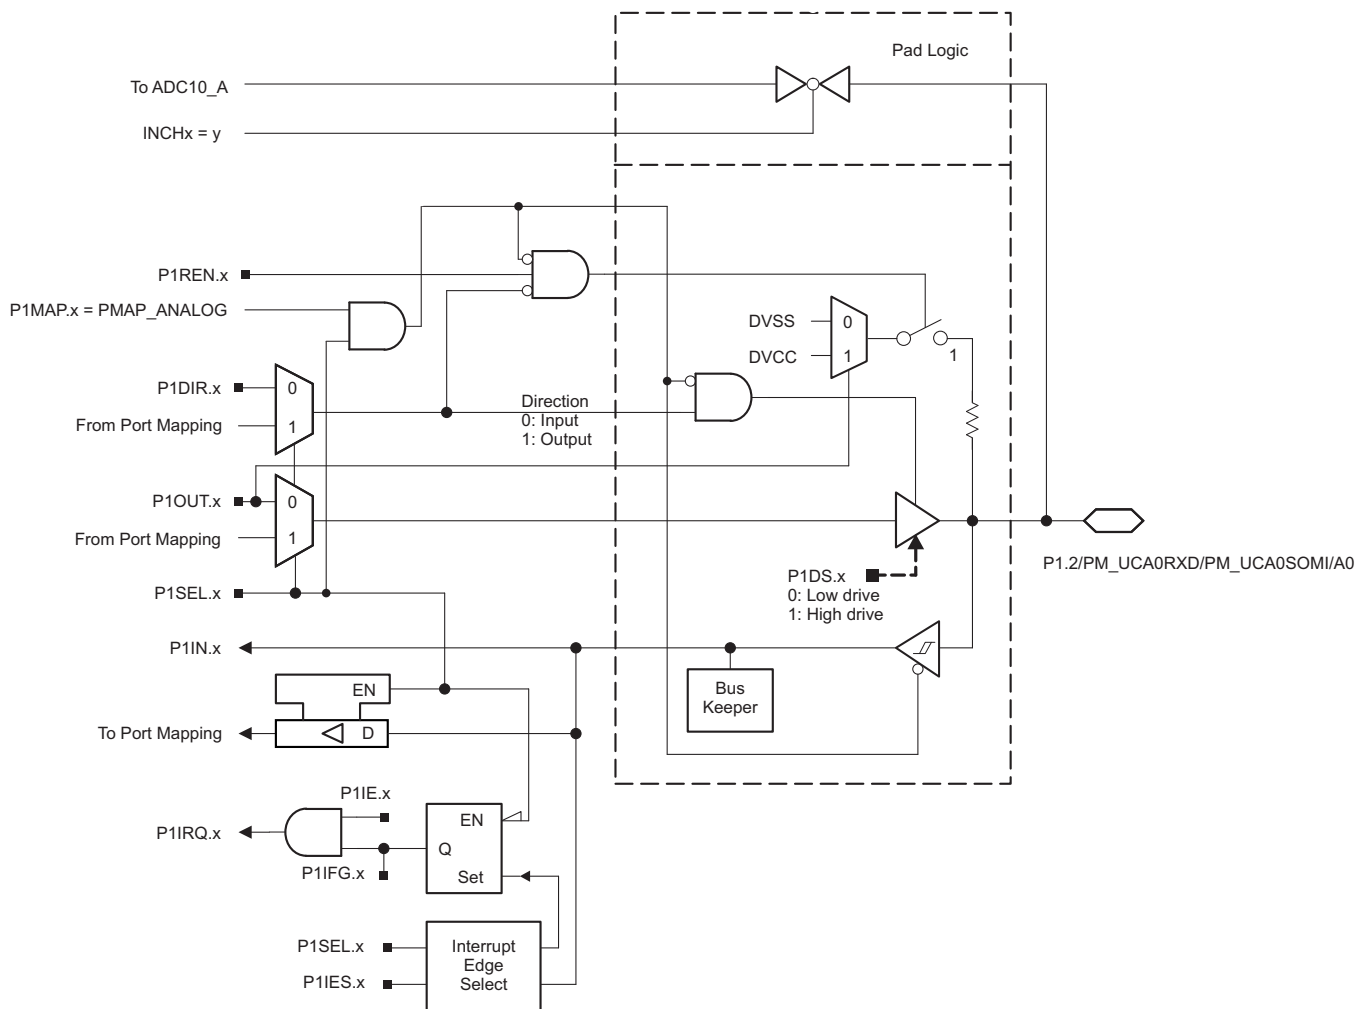 Pad Logic
To ADC10_A
INCHx = y
P1REN.x
P1MAP.x = PMAP_ANALOG
DVSS
0
DVCC
1
1
P1DIR.x
0
From Port Mapping
1
Direction
0: Input
1: Output
P1OUT.x
0
From Port Mapping
1
P1SEL.x
P1DS.x
0: Low drive
1: High drive
P1.2/PM_UCA0RXD/PM_UCA0SOMI/A0
P1IN.x
Bus
Keeper
EN
To Port Mapping
D
P1IE.x
P1IRQ.x
P1IFG.x
EN
Q
Set
P1SEL.x
P1IES.x
Interrupt
Edge
Select